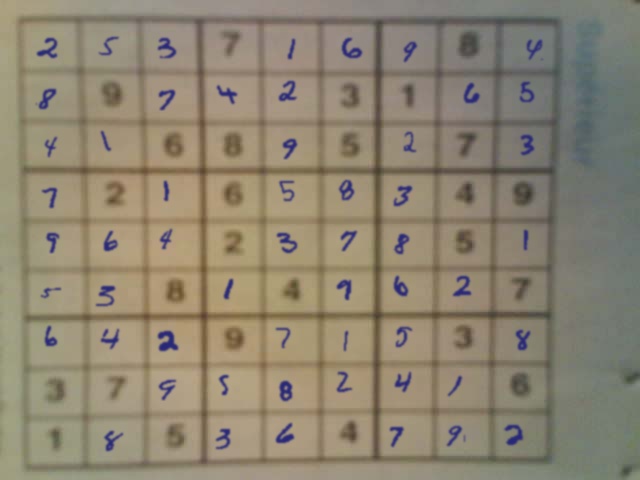 2 5 3 7 1 6 9 8 4
8 9 7 4 2 3 1 6 5
4 1 6 8 9 5 2 7 3
7 2 1 6 5 8 3 4 9
9 6 4 2 3 7 8 5 1
5 3 8 1 4 9 6 2 7
6 4 2 9 7 1 5 3 8
3 7 9 5 8 2 4 1 6
1 8 5 3 6 4 7 9 2